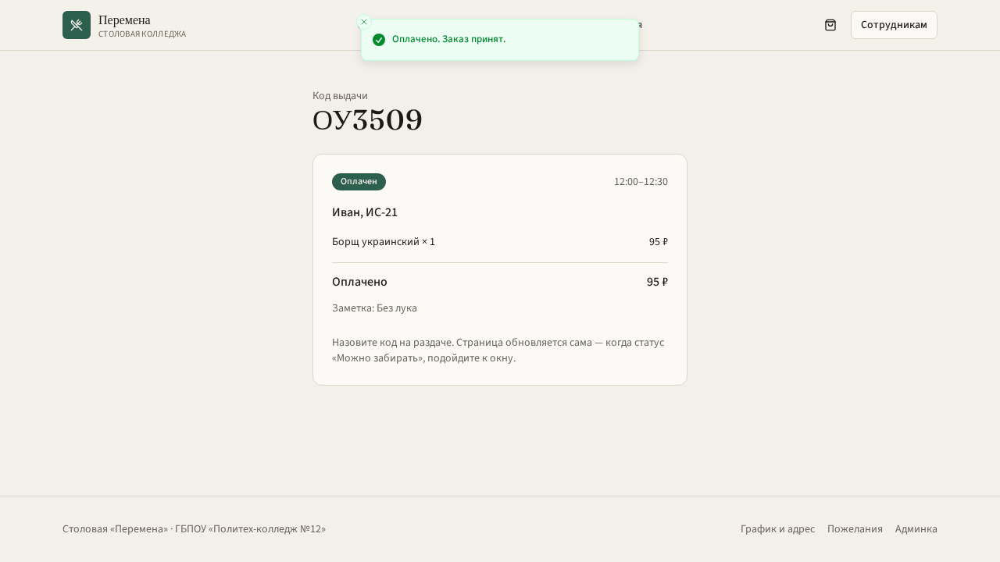 Перемена
СТОЛОВАЯ КОЛЛЕДЖА
Оплачено. Заказ принят.
я
Сотрудникам
Код выдачи
ОУ3509
Оплачен
12:00–12:30
Иван, ИС-21
Борщ украинский × 1
95 ₽
Оплачено
95 ₽
Заметка: Без лука
Назовите код на раздаче. Страница обновляется сама — когда статус
«Можно забирать», подойдите к окну.
Столовая «Перемена» · ГБПОУ «Политех-колледж №12»
График и адрес
Пожелания
Админка